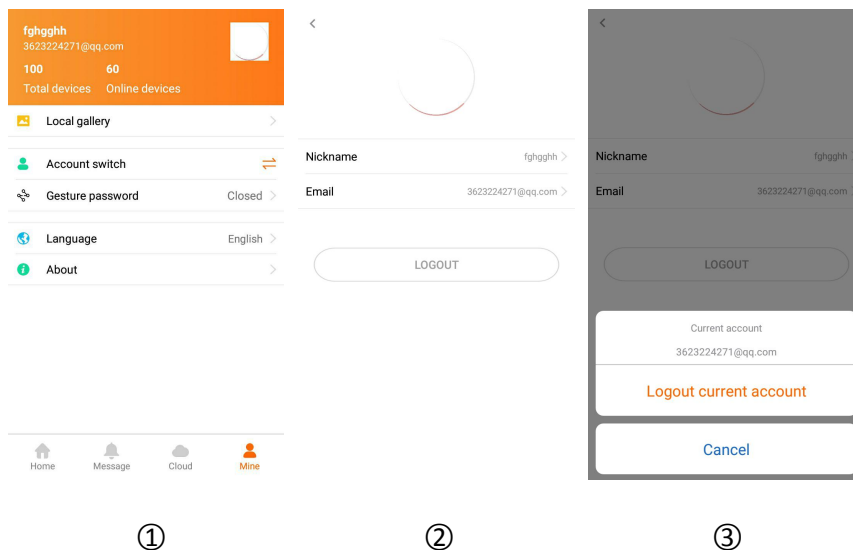 fghgghh
3623224271@qq.com
100 60
Total devices Online devices
Local gallery
Account switch
Gesture password Closed
Language English
About
Home Message Cloud Mine
①
Nickname fghgghh
Email 3623224271@qq.com
LOGOUT
②
Nickname fghgghh
Email 3623224271@qq.com
LOGOUT
Current account
3623224271@qq.com
Logout current account
Cancel
③